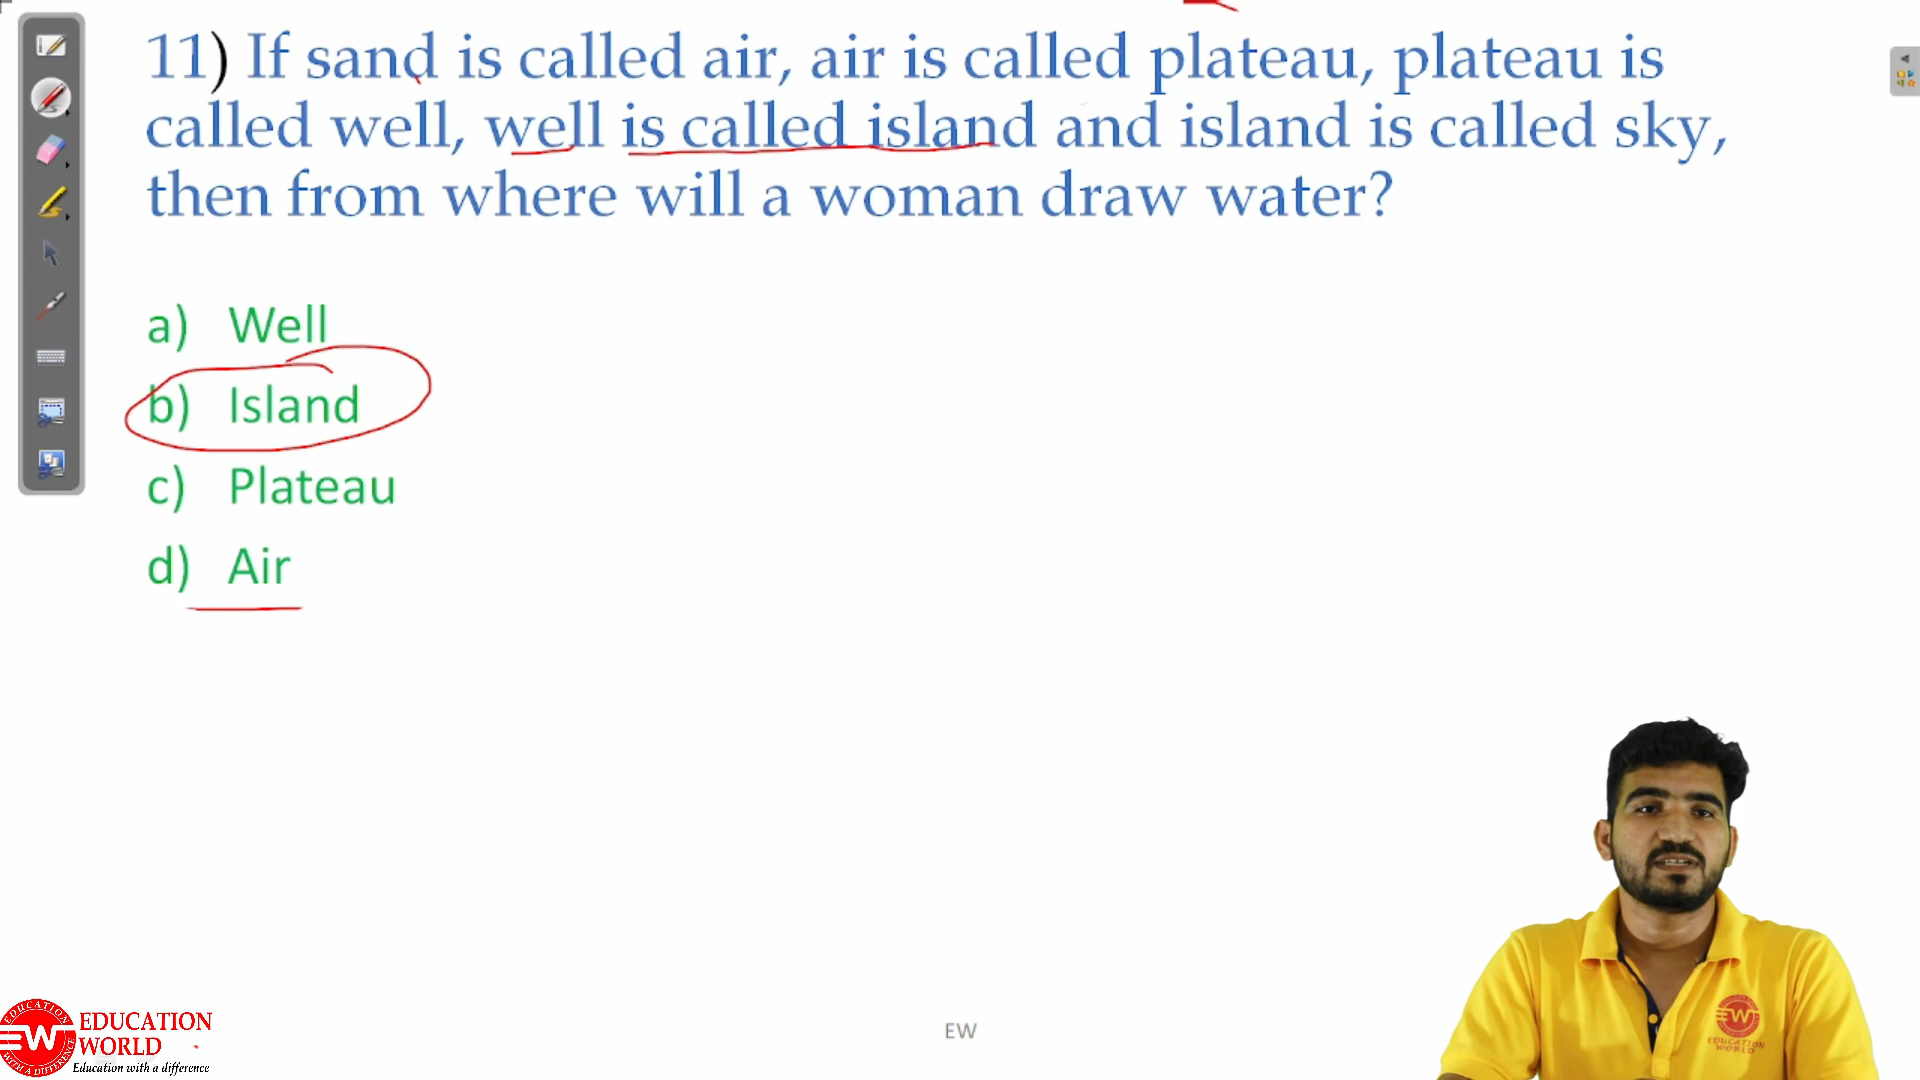 11) If sand is called air, air is called plateau, plateau is
called well, well is called island and island is called sky,
then from where will a woman draw water?
a) Well
b) Island
c) Plateau
d) Air
EDUCATION
WORLD
Education with a difference
EW
EDUCATION
WORLD